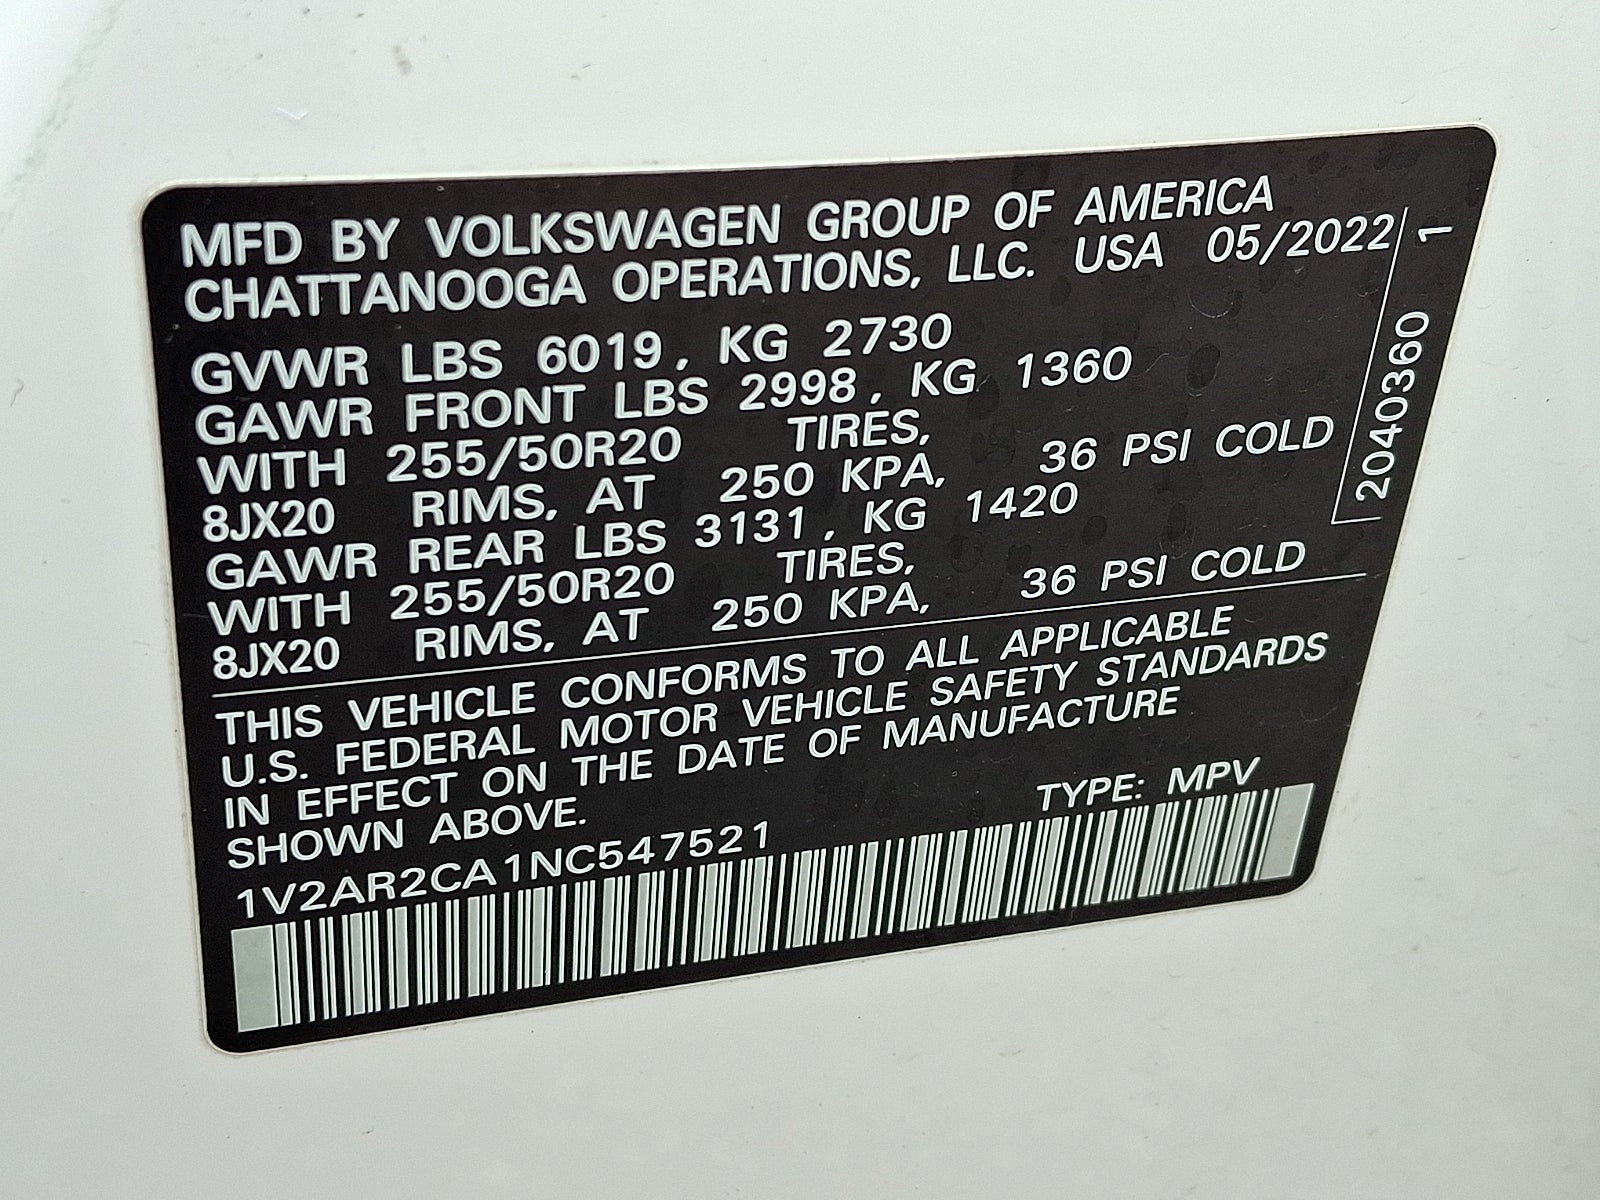 MFD BY VOLKSWAGEN GROUP OF AMERICA
CHATTANOOGA OPERATIONS, LLC. USA 05/2022
GVWR LBS 6019, KG 2730
GAWR FRONT LBS 2998, KG 1360
WITH 255/50R20 TIRES,
8JX20 RIMS, AT 250 KPA, 36 PSI COLD
GAWR REAR LBS 3131, KG 1420
WITH 255/50R20 TIRES,
8JX20 RIMS, AT 250 KPA, 36 PSI COLD
THIS VEHICLE CONFORMS TO ALL APPLICABLE
U.S. FEDERAL MOTOR VEHICLE SAFETY STANDARDS
IN EFFECT ON THE DATE OF MANUFACTURE
SHOWN ABOVE.
1V2AR2CA1NC547521 TYPE: MPV
2040360 1